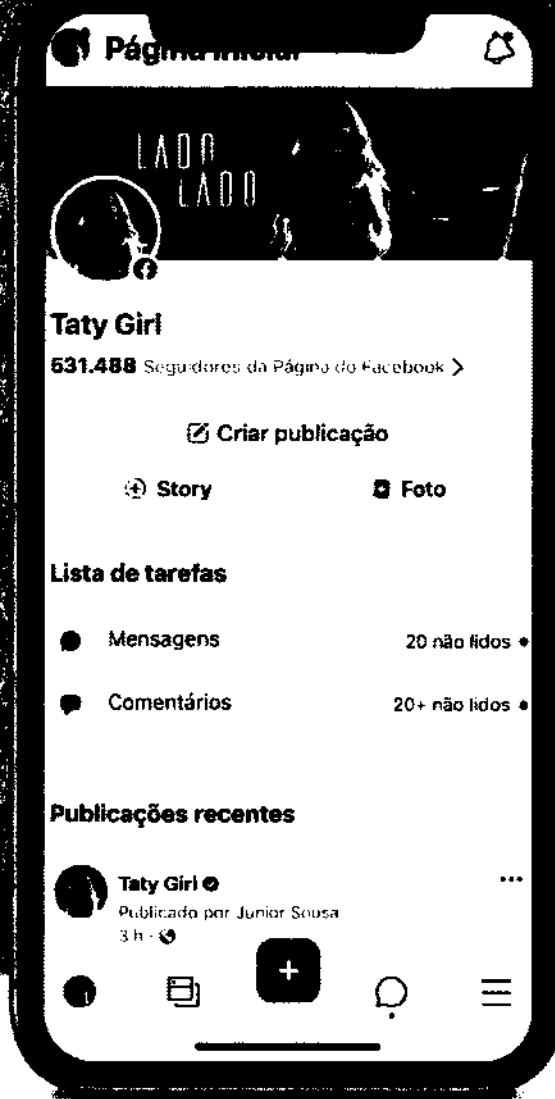 Página Inicial
LADO
LADO
Taty Girl
531.488 Seguidores da Página do Facebook
Criar publicação
Story Foto
Lista de tarefas
Mensagens 20 não lidos
Comentários 20+ não lidos
Publicações recentes
Taty Girl
Publicado por Junior Sousa
3 h